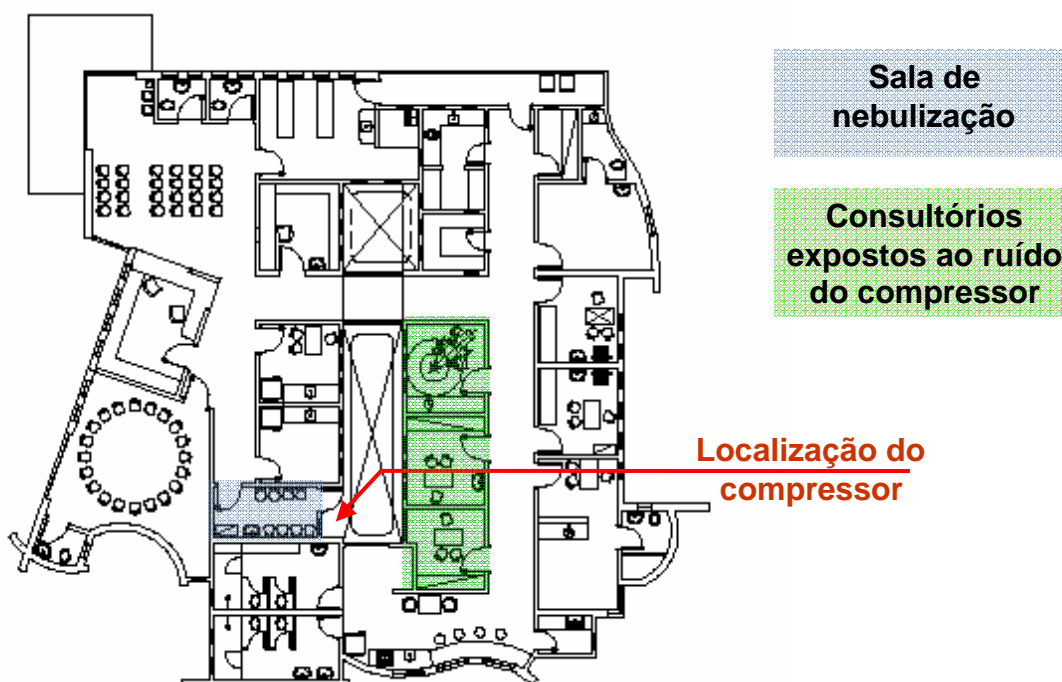 Sala de
nebulização
Consultórios
expostos ao ruído
do compressor
Localização do
compressor